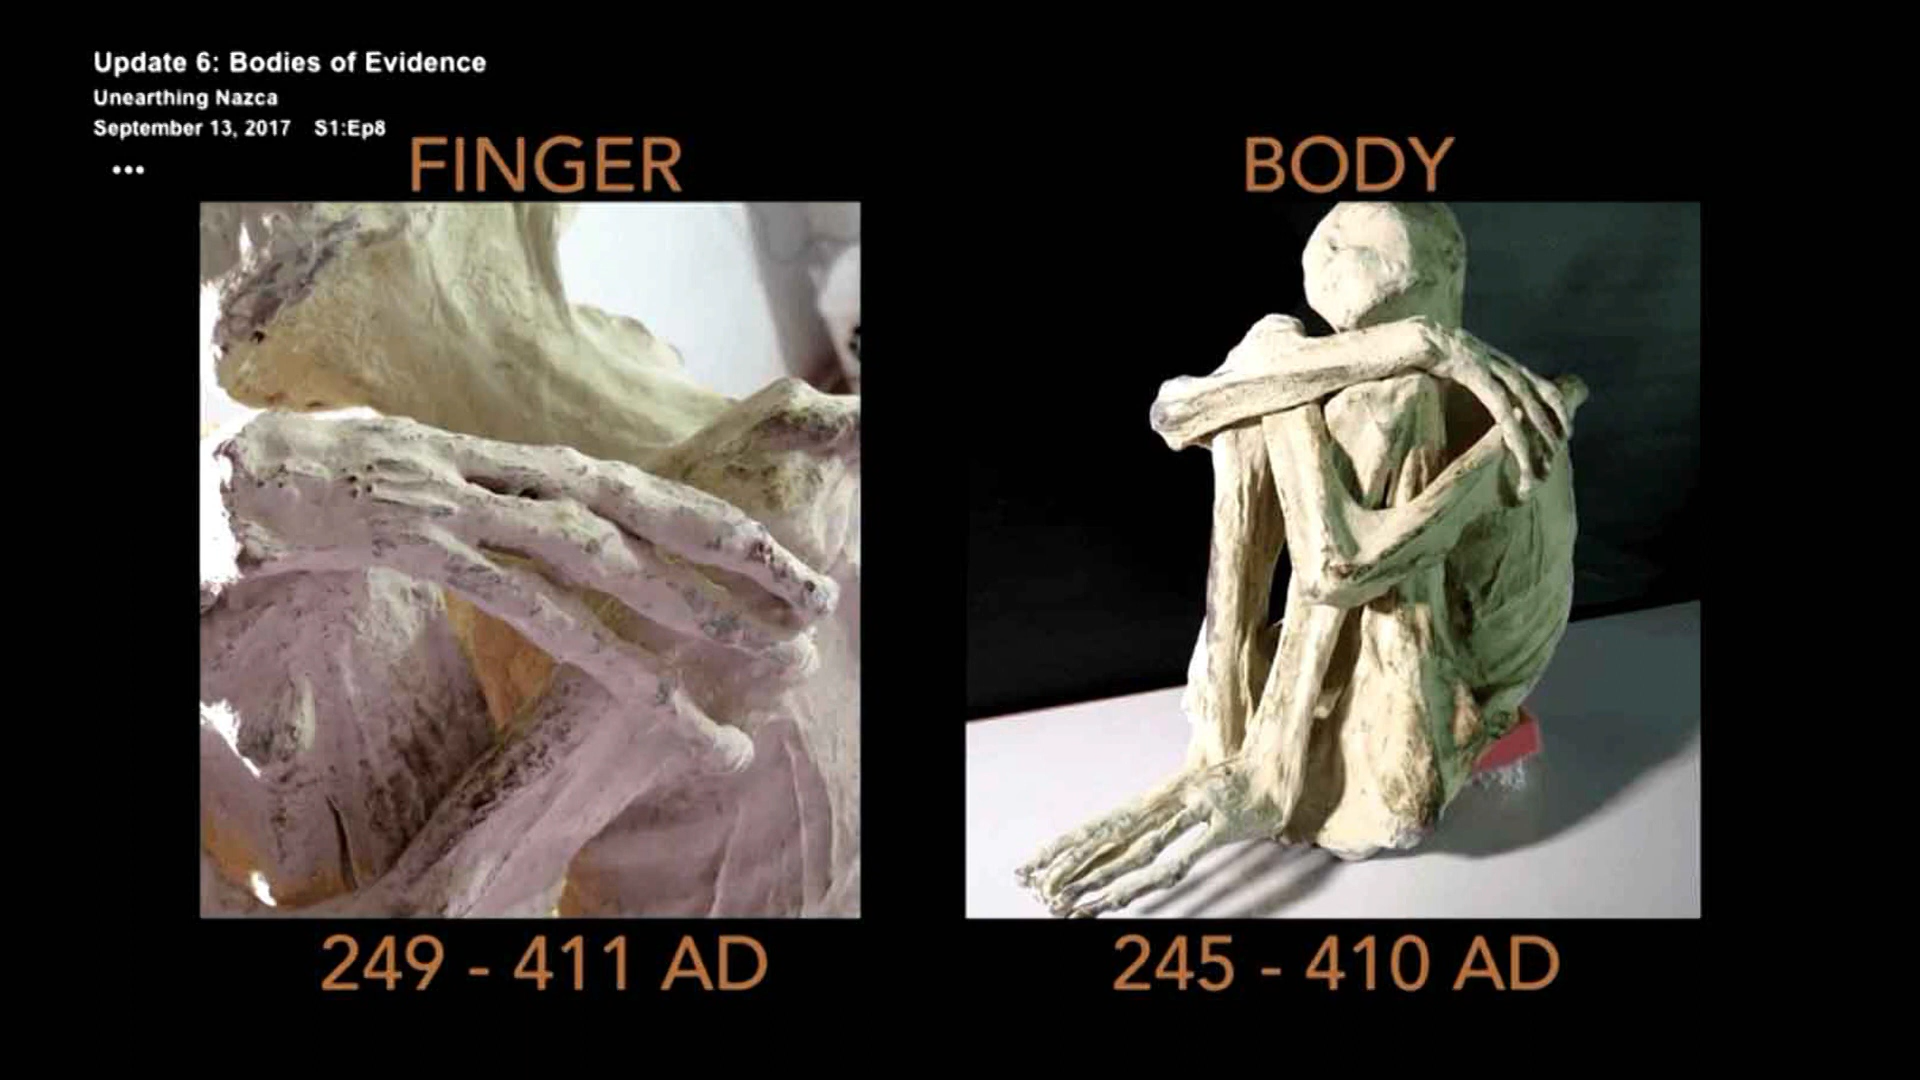 Update 6: Bodies of Evidence
Unearthing Nazca
September 13, 2017 S1:Ep8
...
FINGER
BODY
249 - 411 AD
245 - 410 AD